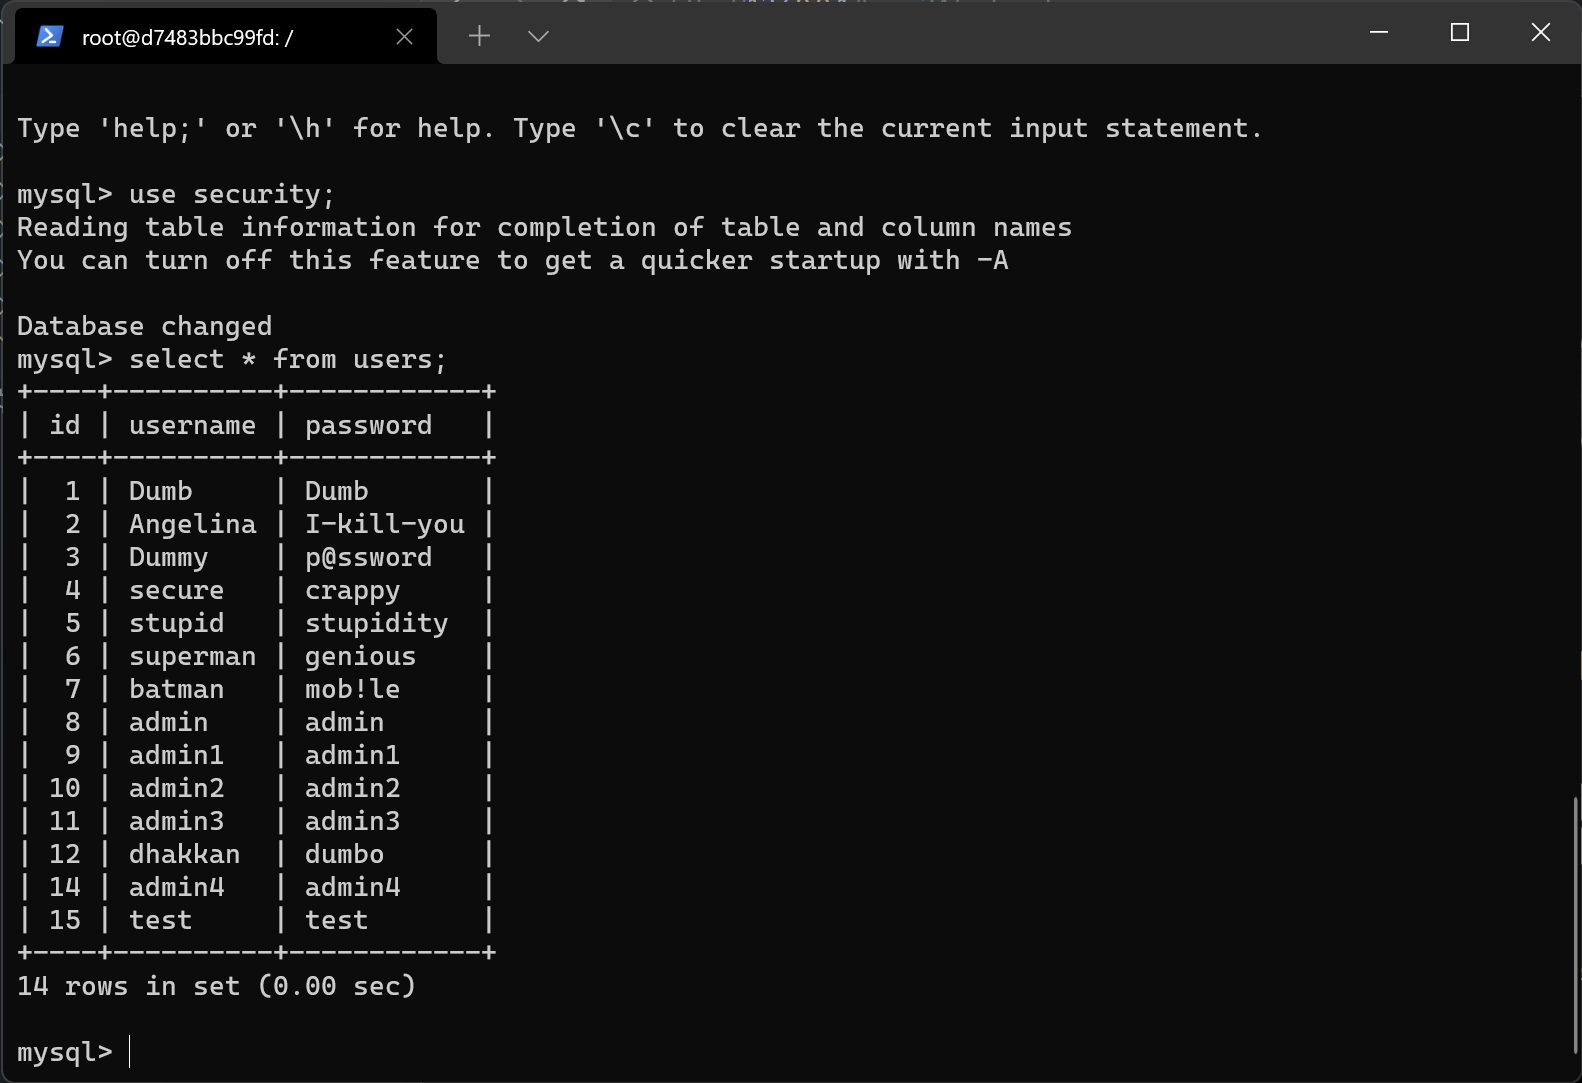 root@d7483bbc99fd: /
Type 'help;' or '\h' for help. Type '\c' to clear the current input statement.
mysql> use security;
Reading table information for completion of table and column names
You can turn off this feature to get a quicker startup with -A
Database changed
mysql> select * from users;
+----+----------+------------+
| id | username | password   |
+----+----------+------------+
|  1 | Dumb     | Dumb       |
|  2 | Angelina | I-kill-you |
|  3 | Dummy    | p@ssword   |
|  4 | secure   | crappy     |
|  5 | stupid   | stupidity  |
|  6 | superman | genious    |
|  7 | batman   | mob!le     |
|  8 | admin    | admin      |
|  9 | admin1   | admin1     |
| 10 | admin2   | admin2     |
| 11 | admin3   | admin3     |
| 12 | dhakkan  | dumbo      |
| 14 | admin4   | admin4     |
| 15 | test     | test       |
+----+----------+------------+
14 rows in set (0.00 sec)
mysql>